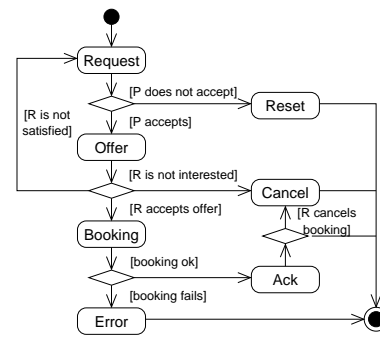 Request
[P does not accept]
Reset
[R is not
satisfied]
[P accepts]
Offer
[R is not interested]
Cancel
[R accepts offer]
[R cancels
booking]
Booking
[booking ok]
Ack
[booking fails]
Error